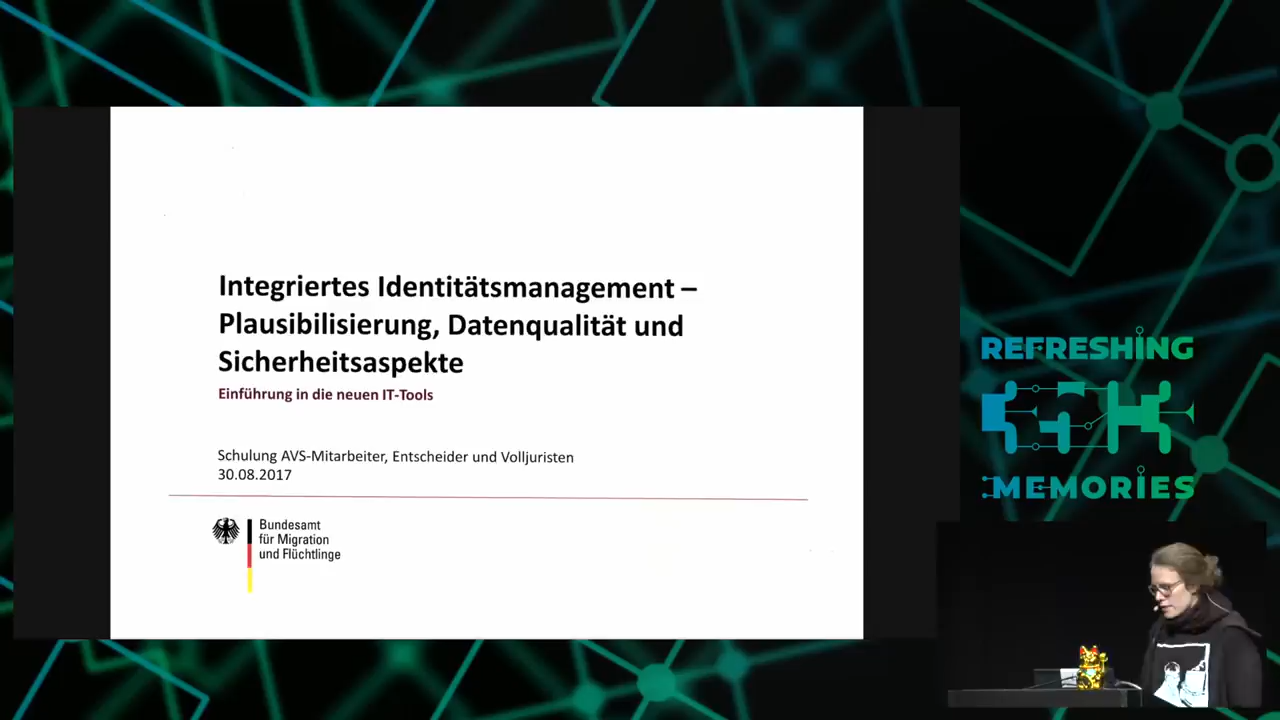 Integriertes Identitätsmanagement –
Plausibilisierung, Datenqualität und
Sicherheitsaspekte
Einführung in die neuen IT-Tools
Schulung AVS-Mitarbeiter, Entscheider und Volljuristen
30.08.2017
Bundesamt
für Migration
und Flüchtlinge
REFRESHING
35C3
MEMORIES